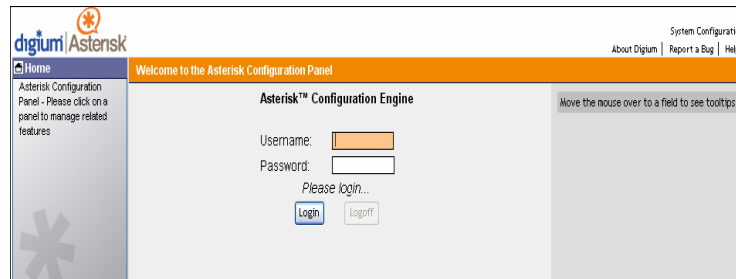 digium Asterisk
System Configurati
About Digium | Report a Bug | Hel
Home
Welcome to the Asterisk Configuration Panel
Asterisk Configuration
Panel - Please click on a
panel to manage related
features
Asterisk™ Configuration Engine
Move the mouse over to a field to see tooltips
Username:
Password:
Please login...
Login
Logoff